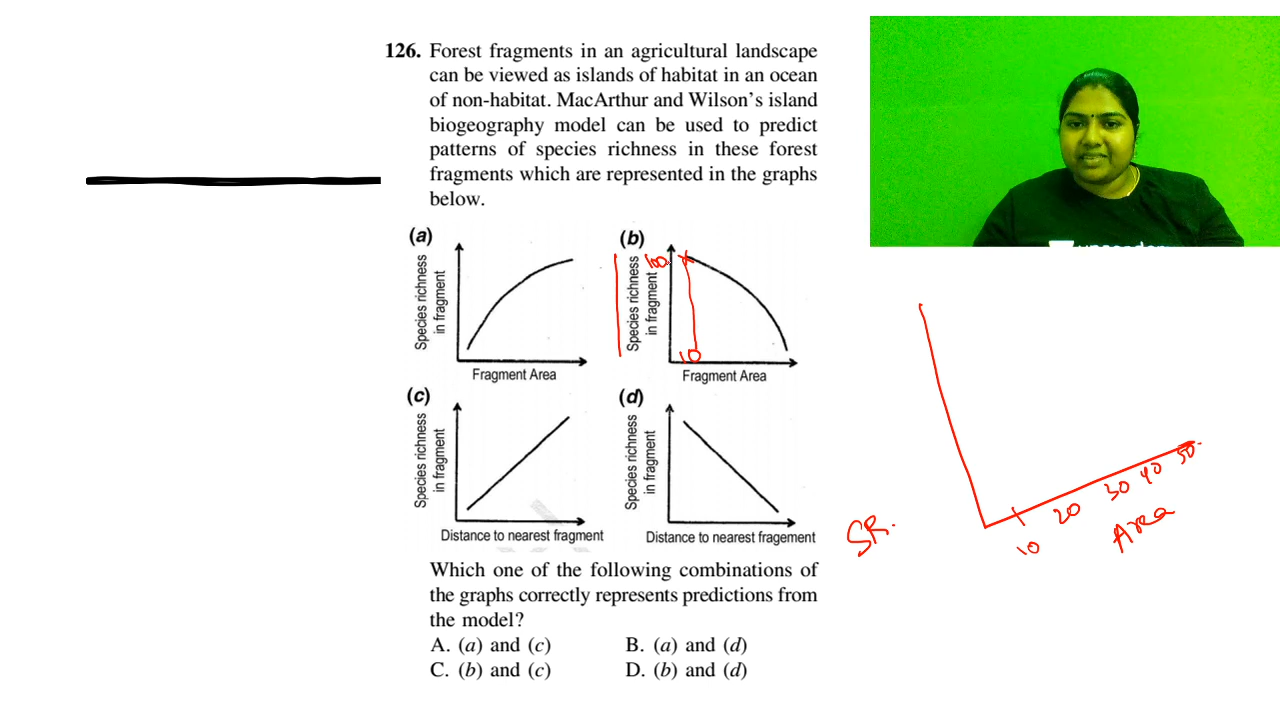 126. Forest fragments in an agricultural landscape
can be viewed as islands of habitat in an ocean
of non-habitat. MacArthur and Wilson's island
biogeography model can be used to predict
patterns of species richness in these forest
fragments which are represented in the graphs
below.
(a)
Species richness
in fragment
Fragment Area
(b)
Species richness
in fragment
100
10
Fragment Area
(c)
Species richness
in fragment
Distance to nearest fragment
(d)
Species richness
in fragment
Distance to nearest fragement
SR.
10
20
30
40
50.
Area
Which one of the following combinations of
the graphs correctly represents predictions from
the model?
A. (a) and (c)
B. (a) and (d)
C. (b) and (c)
D. (b) and (d)